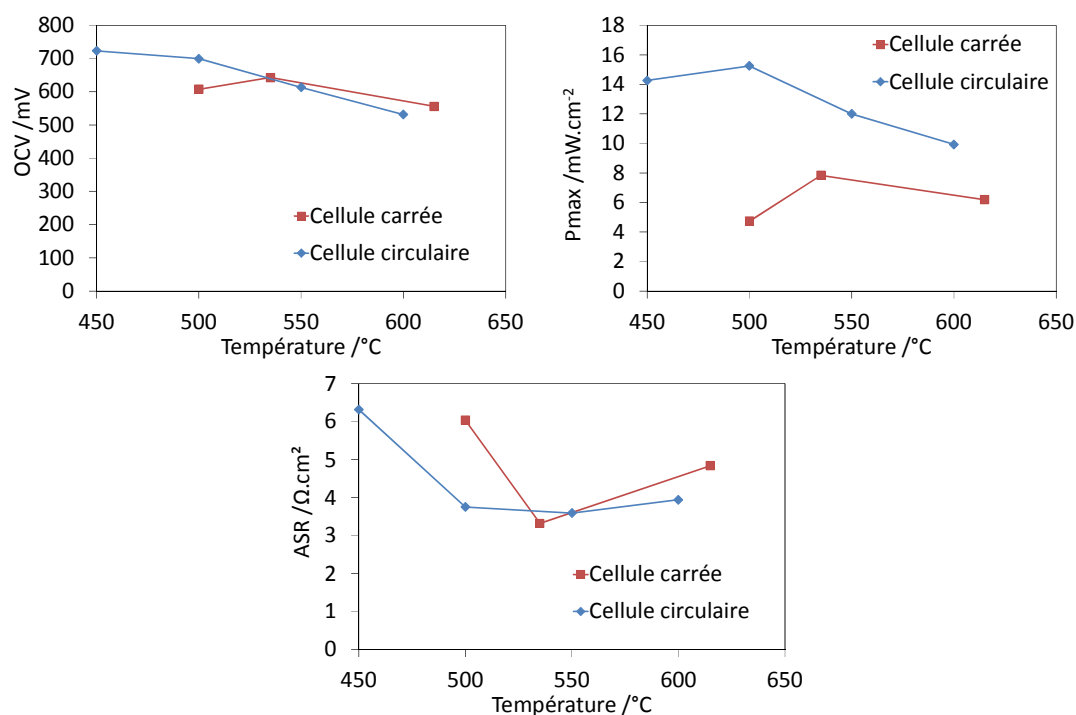 OCV /mV
800
700
600
500
400
300
200
100
0
450 500 550 600 650
Température /°C
Cellule carrée
Cellule circulaire
Pmax /mW.cm⁻²
18
16
14
12
10
8
6
4
2
0
450 500 550 600 650
Température /°C
Cellule carrée
Cellule circulaire
ASR /Ω.cm²
7
6
5
4
3
2
1
0
450 500 550 600 650
Température /°C
Cellule carrée
Cellule circulaire